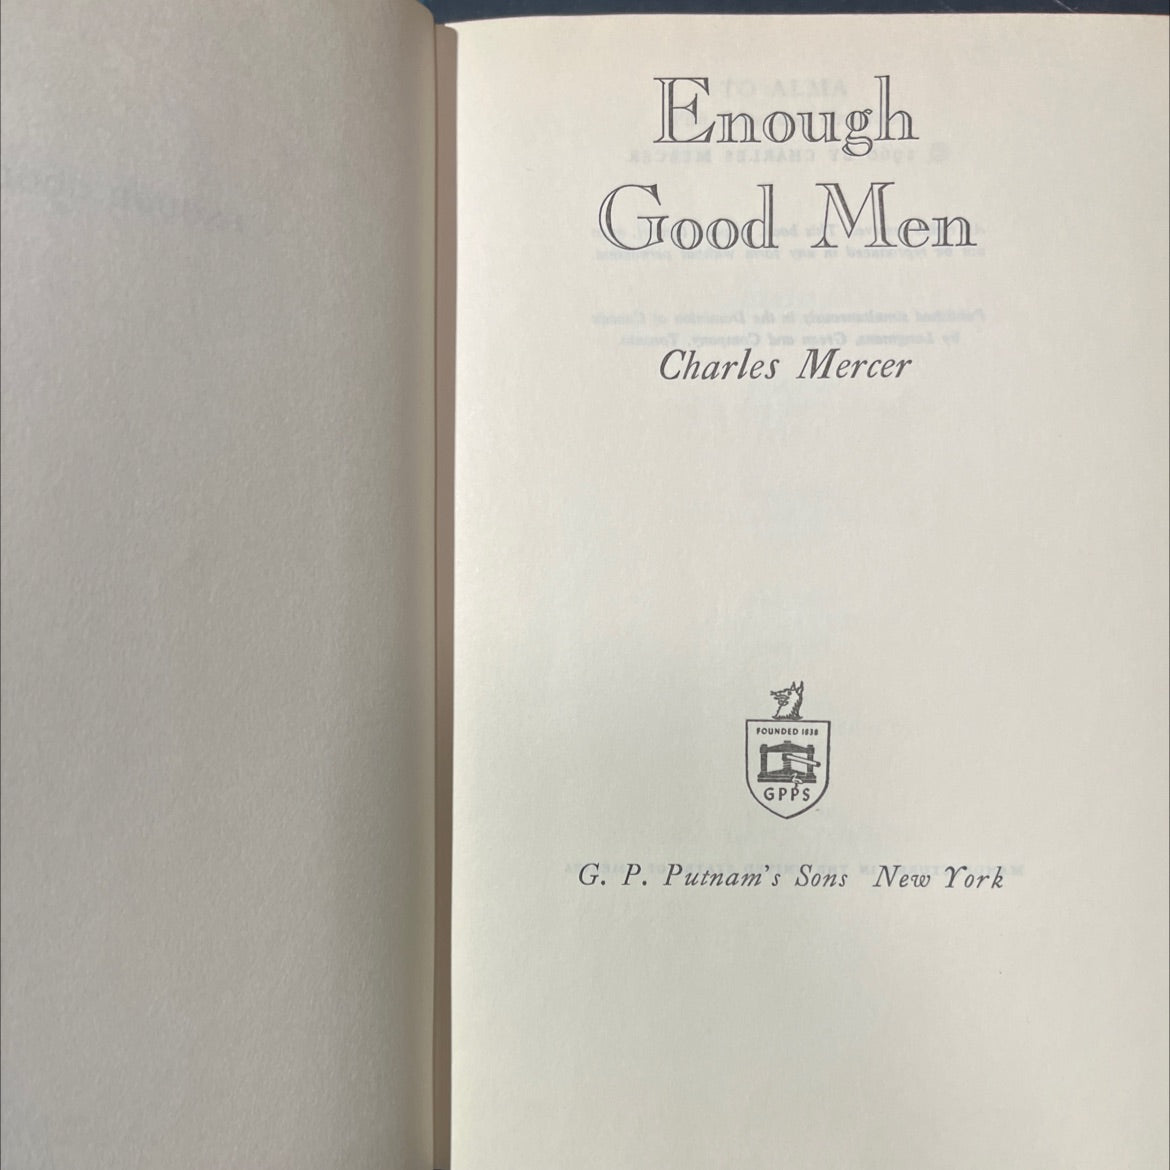 Enough
Good Men
Charles Mercer
FOUNDED 1838
GPPS
G. P. Putnam's Sons New York